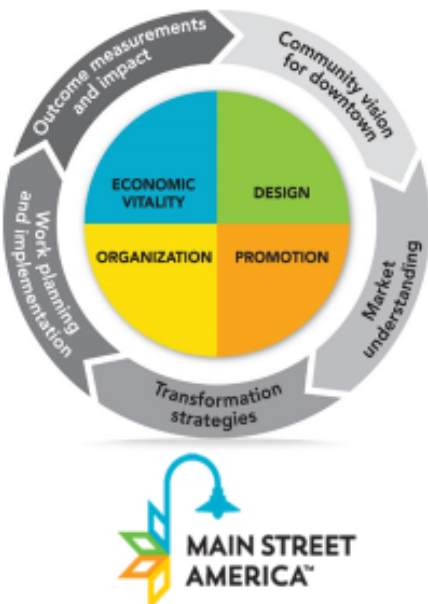 Outcome measurements
and impact
Community vision
for downtown
ECONOMIC
VITALITY
DESIGN
ORGANIZATION
PROMOTION
Work planning
and implementation
Market
understanding
Transformation
strategies
MAIN STREET
AMERICA™